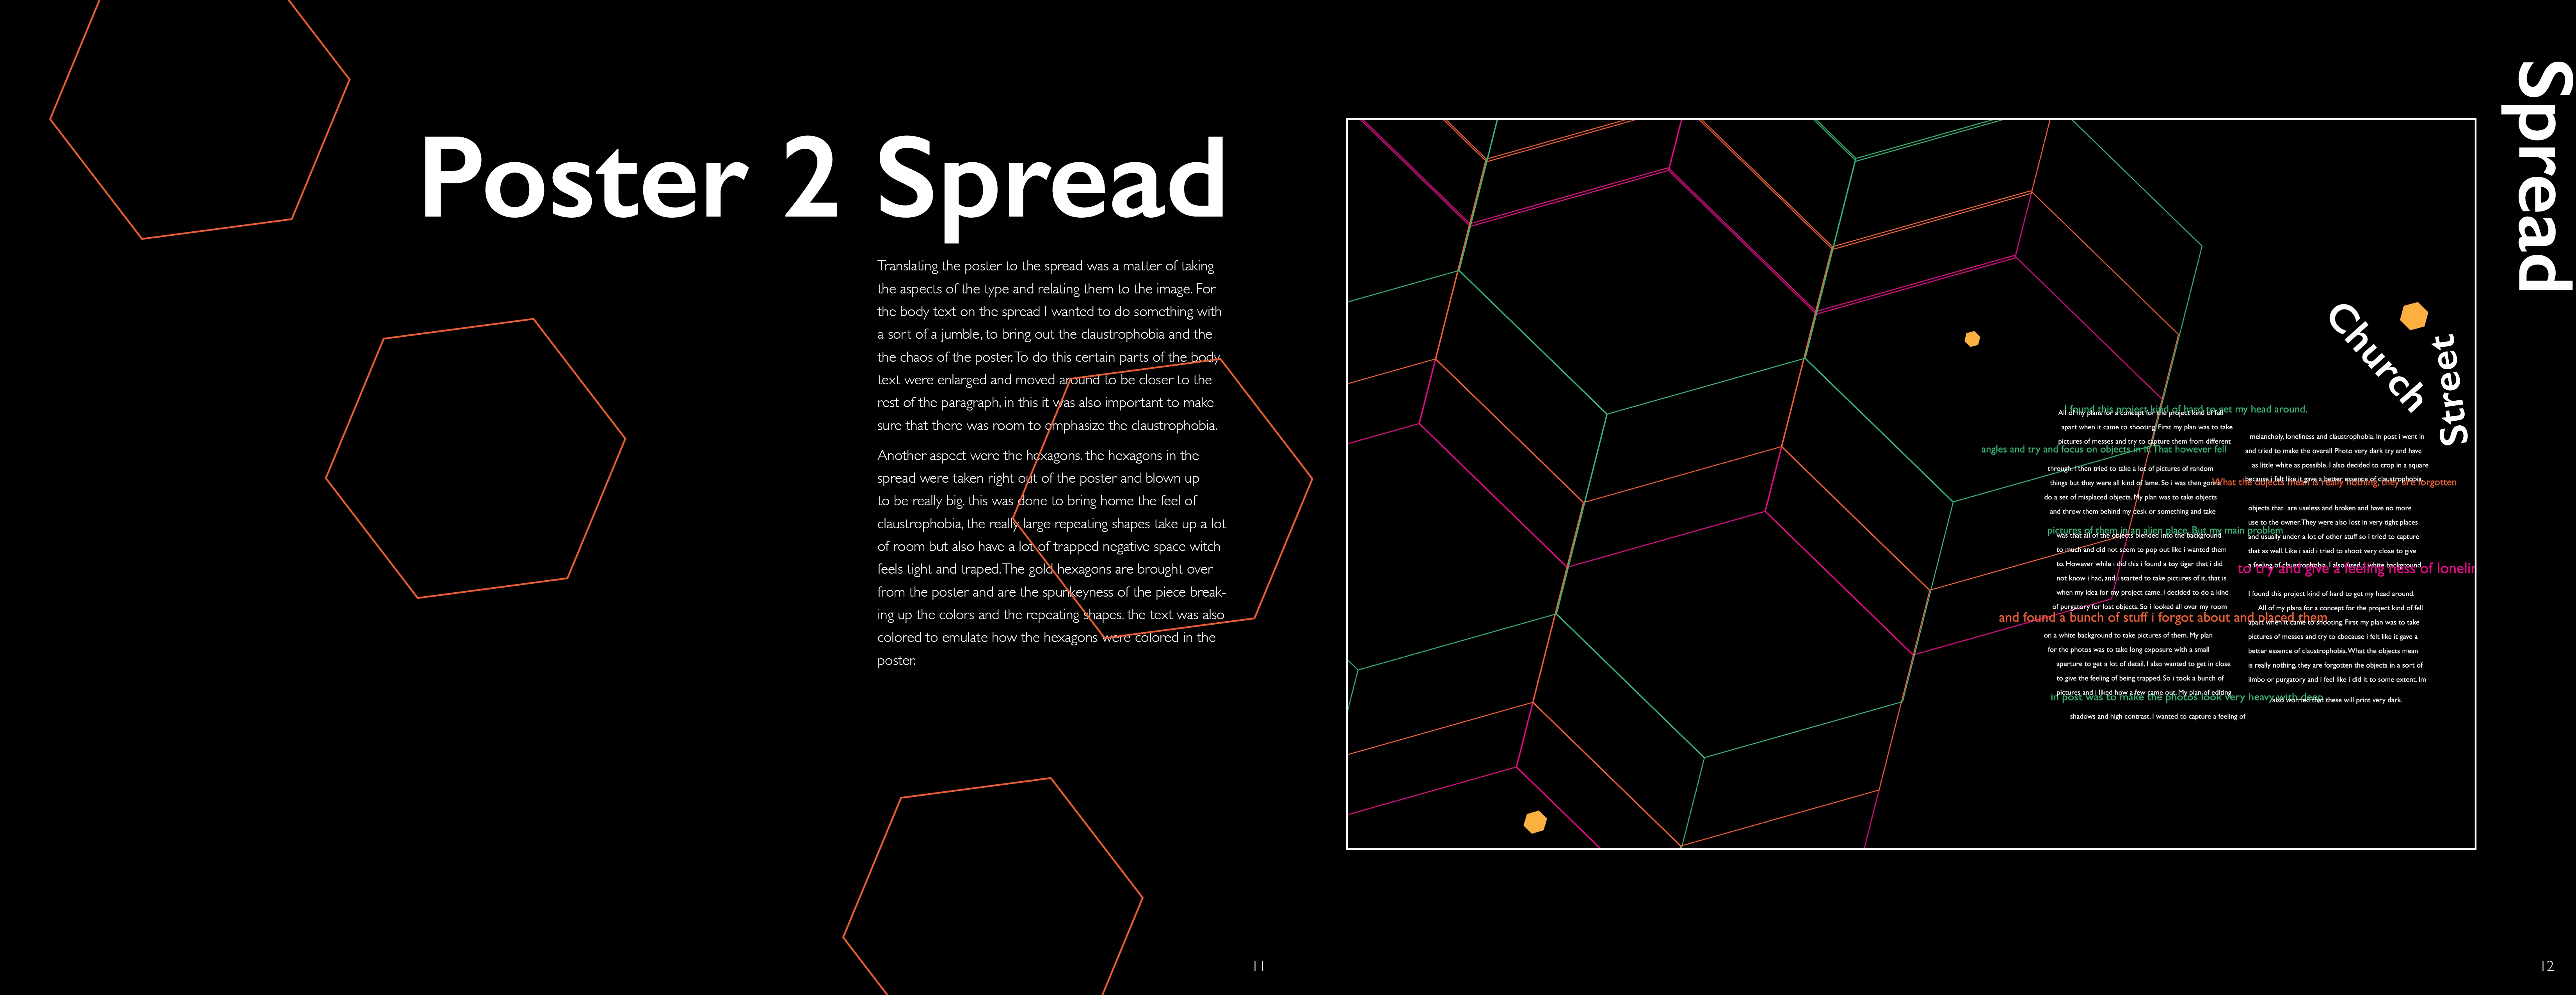 Poster 2 Spread
Translating the poster to the spread was a matter of taking
the aspects of the type and relating them to the image. For
the body text on the spread I wanted to do something with
a sort of a jumble, to bring out the claustrophobia and the
the chaos of the poster. To do this certain parts of the body
text were enlarged and moved around to be closer to the
rest of the paragraph, in this it was also important to make
sure that there was room to emphasize the claustrophobia.
Another aspect were the hexagons. the hexagons in the
spread were taken right out of the poster and blown up
to be really big. this was done to bring home the feel of
claustrophobia, the really large repeating shapes take up a lot
of room but also have a lot of trapped negative space witch
feels tight and traped. The gold hexagons are brought over
from the poster and are the spunkeyness of the piece break-
ing up the colors and the repeating shapes. the text was also
colored to emulate how the hexagons were colored in the
poster.
11
Spread
Church
Street
I found this project kind of hard to get my head around.
All of my plans for a concept for the project kind of fell
apart when it came to shooting. First my plan was to take
pictures of messes and try to capture them from different
angles and try and focus on objects in it. That however fell
through. I then tried to take a lot of pictures of random
things but they were all kind of lame. So i was then gonna
do a set of misplaced objects. My plan was to take objects
and throw them behind my desk or something and take
pictures of them in an alien place. But my main problem
was that all of the objects blended into the background
to much and did not seem to pop out like i wanted them
to. However while i did this i found a toy tiger that i did
not know i had, and i started to take pictures of it, that is
when my idea for my project came. I decided to do a kind
of purgatory for lost objects. So i looked all over my room
and found a bunch of stuff i forgot about and placed them
on a white background to take pictures of them. My plan
for the photos was to take long exposure with a small
aperture to get a lot of detail. I also wanted to get in close
to give the feeling of being trapped. So i took a bunch of
pictures and i liked how a few came out. My plan of editing
in post was to make the photos look very heavy with deep
shadows and high contrast. I wanted to capture a feeling of
melancholy, loneliness and claustrophobia. In post i went in
and tried to make the overall Photo very dark try and have
as little white as possible. I also decided to crop in a square
because i felt like it gave a better essence of claustrophobia.
What the objects mean is really nothing, they are forgotten
objects that are useless and broken and have no more
use to the owner. They were also lost in very tight places
and usually under a lot of other stuff so i tried to capture
that as well. Like i said i tried to shoot very close to give
a feeling of claustrophobia. I also used a white background
to try and give a feeling ness of lonelin
I found this project kind of hard to get my head around.
All of my plans for a concept for the project kind of fell
apart when it came to shooting. First my plan was to take
pictures of messes and try to cbecause i felt like it gave a
better essence of claustrophobia. What the objects mean
is really nothing, they are forgotten the objects in a sort of
limbo or purgatory and i feel like i did it to some extent. Im
also worried that these will print very dark.
12